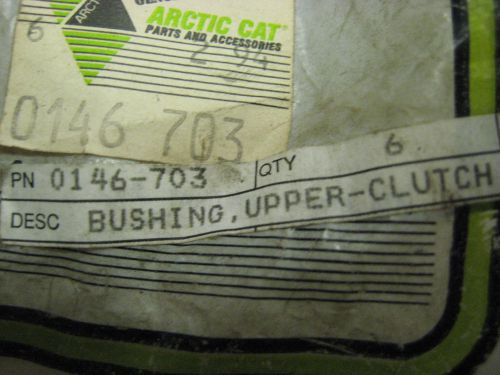 ARCTIC CAT®
PARTS AND ACCESSORIES
6
2 94
0146 703
PN 0146-703 QTY 6
DESC BUSHING,UPPER-CLUTCH